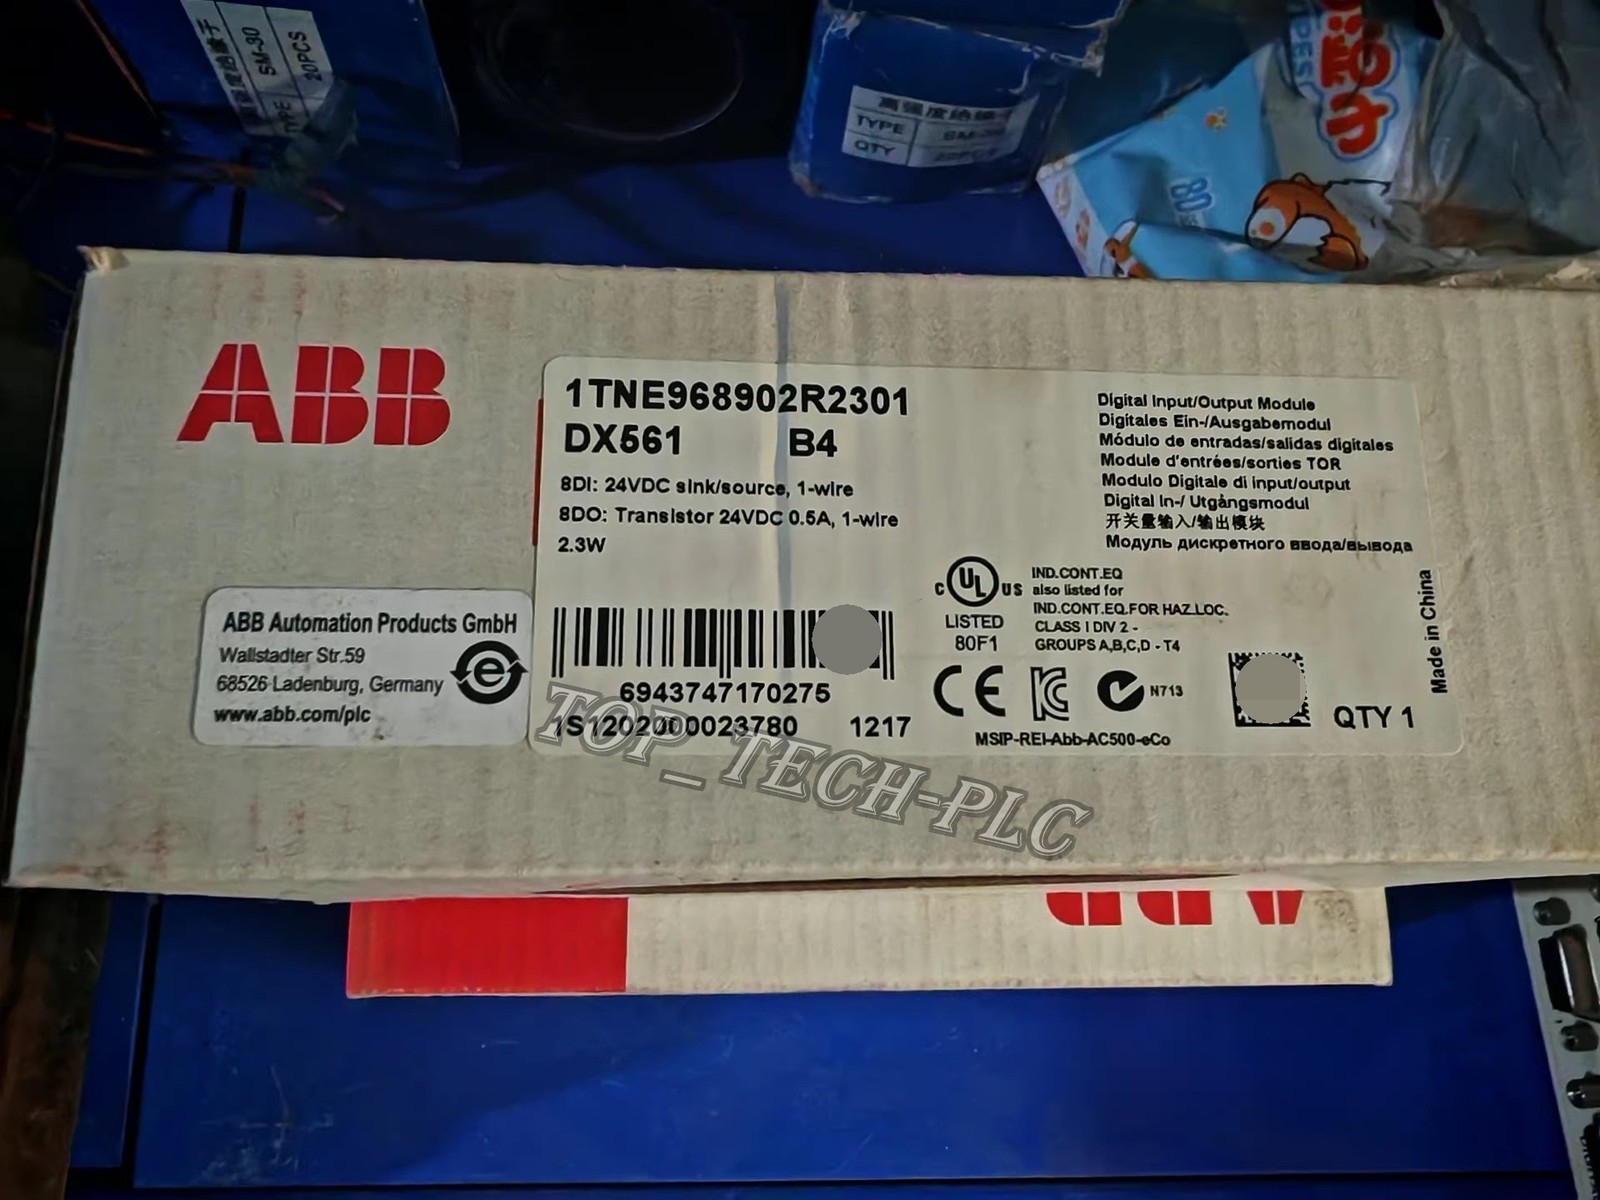 SM-30
20PCS
TYPE
TYPE
QTY
小
ABB
1TNE968902R2301
DX561 B4
8DI: 24VDC sink/source, 1-wire
8DO: Transistor 24VDC 0.5A, 1-wire
2.3W
Digital Input/Output Module
Digitales Ein-/Ausgabemodul
Módulo de entradas/salidas digitales
Module d'entrées/sorties TOR
Modulo Digitale di input/output
Digital In-/ Utgångsmodul
开关量输入/输出模块
Модуль дискретного ввода/вывода
ABB Automation Products GmbH
Wallstadter Str.59
68526 Ladenburg, Germany
www.abb.com/plc
e
6943747170275
1S1202000023780 1217
C UL US
LISTED
80F1
IND.CONT.EQ
also listed for
IND.CONT.EQ.FOR HAZ.LOC.
CLASS I DIV 2 -
GROUPS A,B,C,D - T4
CE
N713
MSIP-REI-Abb-AC500-eCo
QTY 1
Made in China
TOP_TECH-PLC